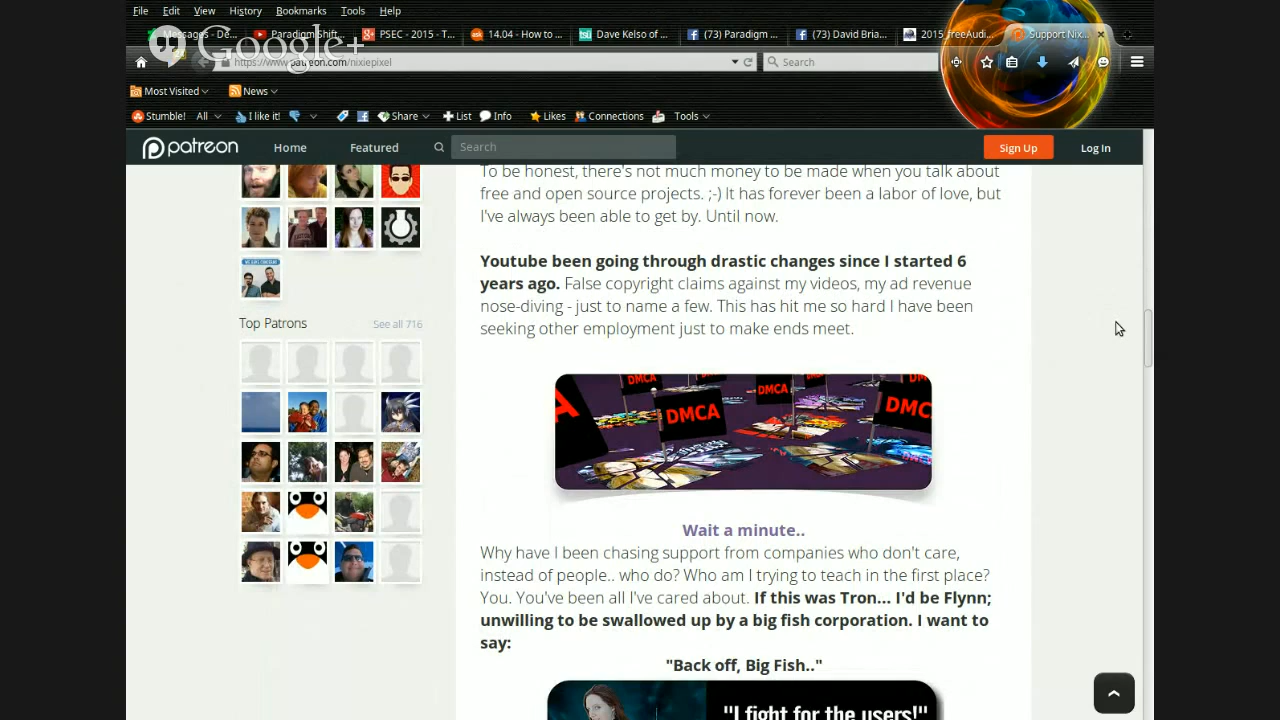 File Edit View History Bookmarks Tools Help
Google+
Messages - De... Paradigm Shift... PSEC - 2015 - T... 14.04 - How to ... Dave Kelso of ... (73) Paradigm ... (73) David Bria... 2015_freeAudi... Support Nix...
https://www.patreon.com/nixiepixel Search
Most Visited News
Stumble! All I like it! Share List Info Likes Connections Tools
patreon Home Featured Search Sign Up Log In
To be honest, there's not much money to be made when you talk about
free and open source projects. ;-) It has forever been a labor of love, but
I've always been able to get by. Until now.
Youtube been going through drastic changes since I started 6
years ago. False copyright claims against my videos, my ad revenue
nose-diving - just to name a few. This has hit me so hard I have been
seeking other employment just to make ends meet.
Top Patrons See all 716
DMCA DMCA DMCA
A DMCA DMC
Wait a minute..
Why have I been chasing support from companies who don't care,
instead of people.. who do? Who am I trying to teach in the first place?
You. You've been all I've cared about. If this was Tron... I'd be Flynn;
unwilling to be swallowed up by a big fish corporation. I want to
say:
"Back off, Big Fish.."
"I fight for the users!"